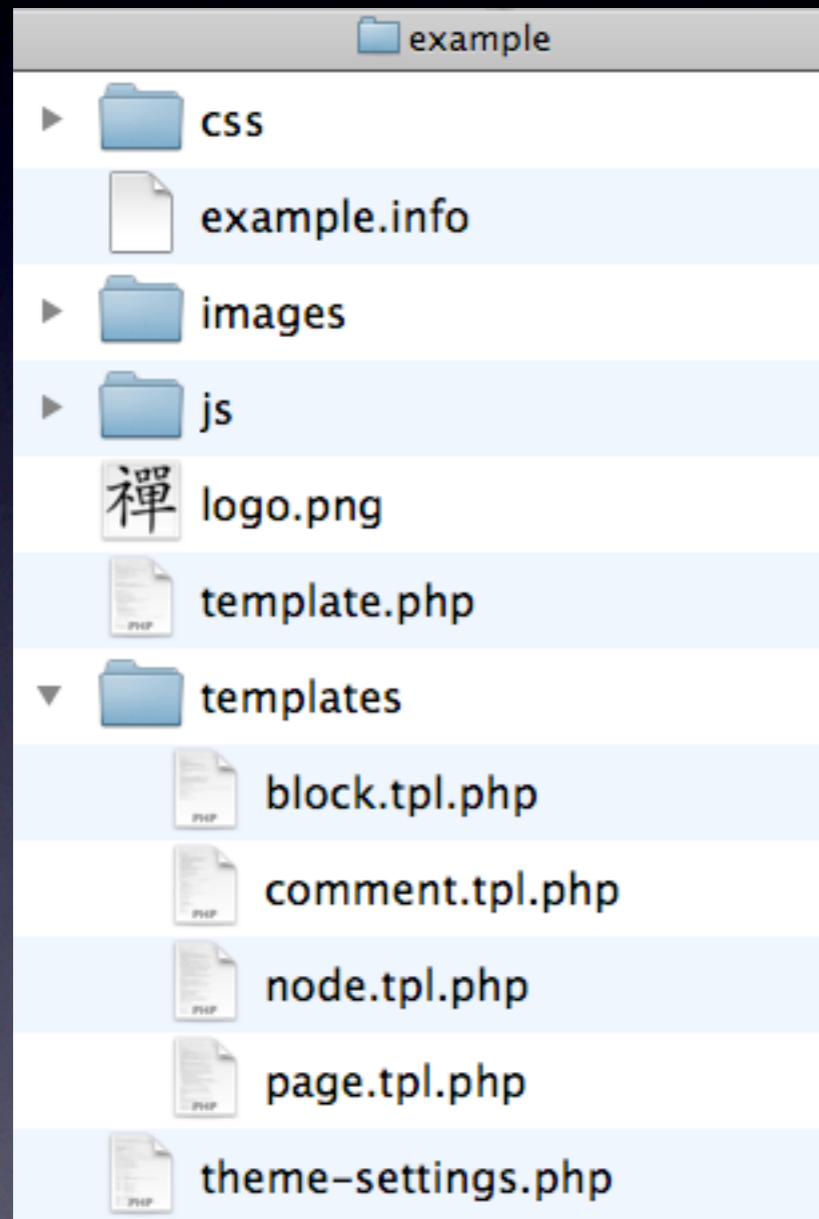 example
css
example.info
images
js
禪
logo.png
template.php
templates
block.tpl.php
comment.tpl.php
node.tpl.php
page.tpl.php
theme-settings.php